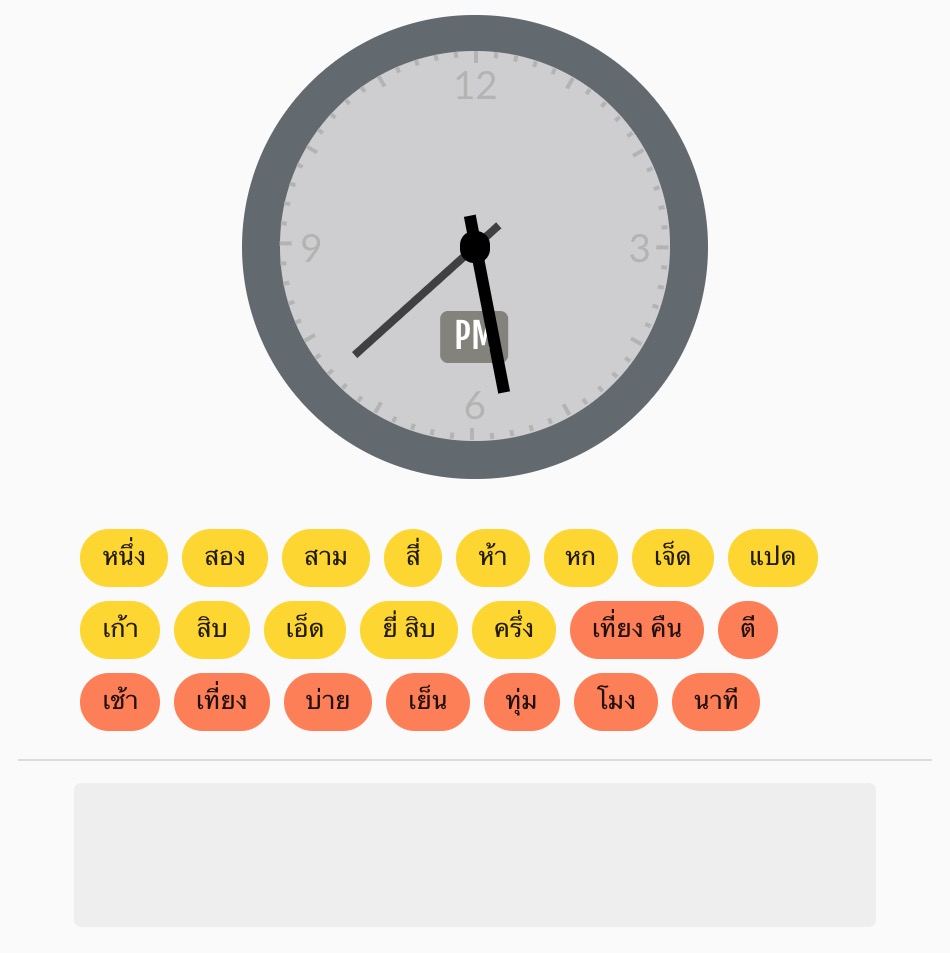 12
9 3
PM
6
หนึ่ง สอง สาม สี่ ห้า หก เจ็ด แปด
เก้า สิบ เอ็ด ยี่ สิบ ครึ่ง เที่ยง คืน ตี
เช้า เที่ยง บ่าย เย็น ทุ่ม โมง นาที